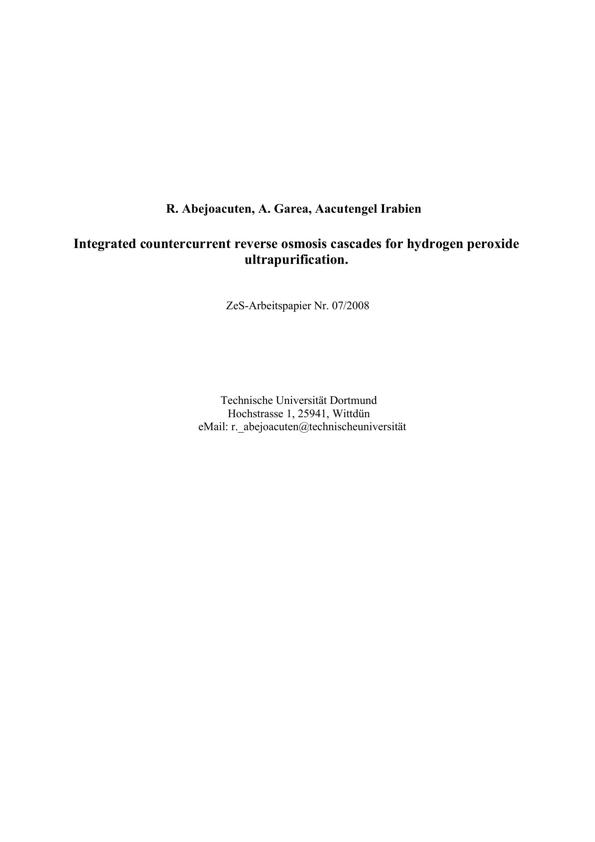 R. Abejoacuten, A. Garea, Aacutengel Irabien
Integrated countercurrent reverse osmosis cascades for hydrogen peroxide
ultrapurification.
ZeS-Arbeitspapier Nr. 07/2008
Technische Universität Dortmund
Hochstrasse 1, 25941, Wittdün
eMail: r._abejoacuten@technischeuniversität